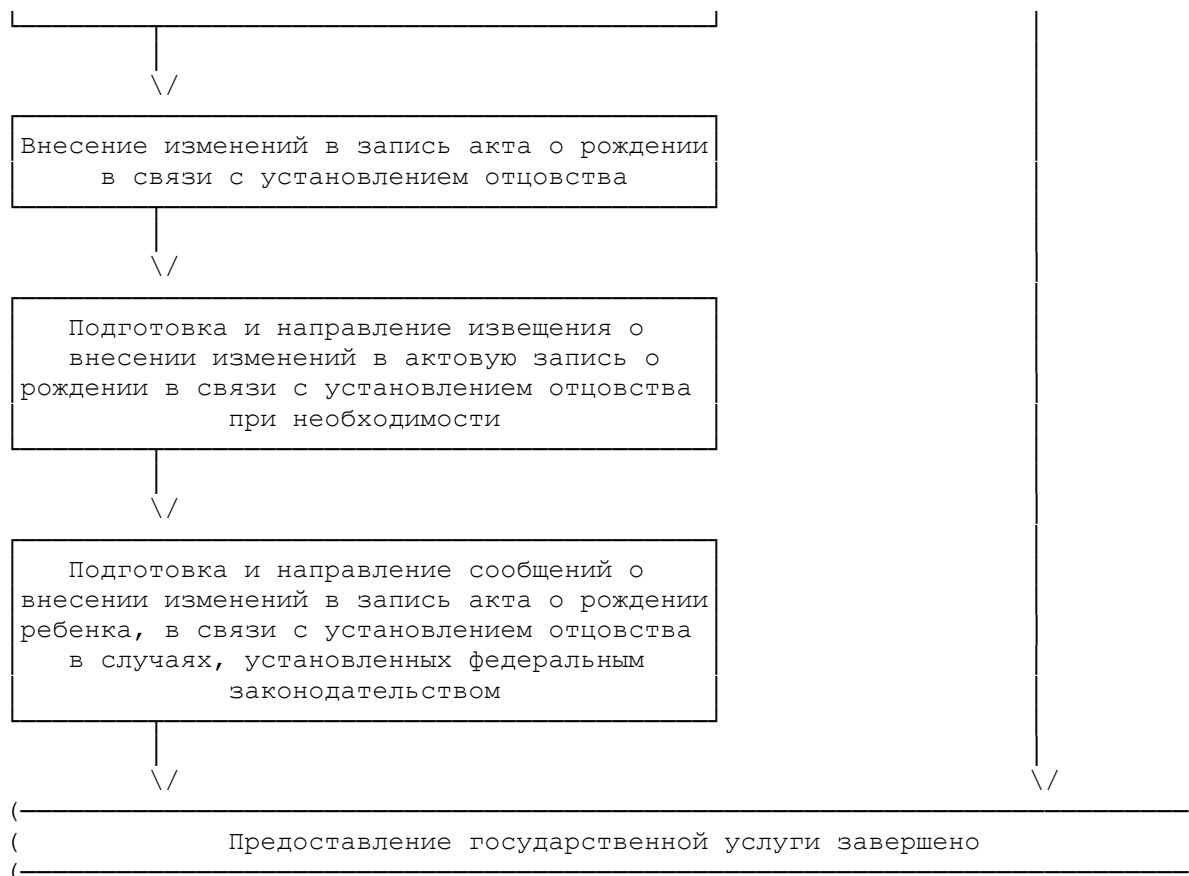 Внесение изменений в запись акта о рождении
в связи с установлением отцовства
Подготовка и направление извещения о
внесении изменений в актовую запись о
рождении в связи с установлением отцовства
при необходимости
Подготовка и направление сообщений о
внесении изменений в запись акта о рождении
ребенка, в связи с установлением отцовства
в случаях, установленных федеральным
законодательством
Предоставление государственной услуги завершено